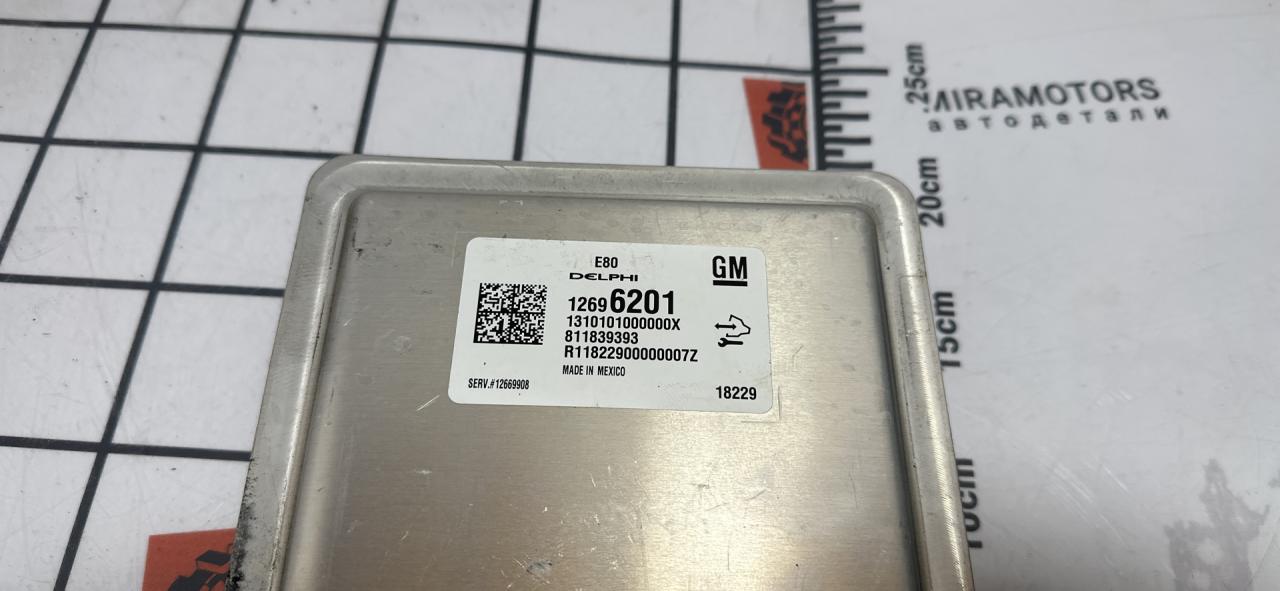 25cm
MIRAMOTORS
автодетали
20cm
15cm
10cm
E80
DELPHI
GM
12696201
1310101000000X
811839393
R11822900000007Z
MADE IN MEXICO
SERV.#12669908
18229